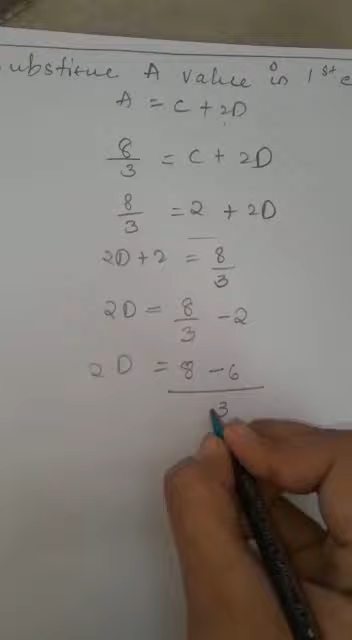 substitue A value in 1st e
A = C + 2D
8/3 = C + 2D
8/3 = 2 + 2D
2D + 2 = 8/3
2D = 8/3 - 2
2D = 8 - 6
3